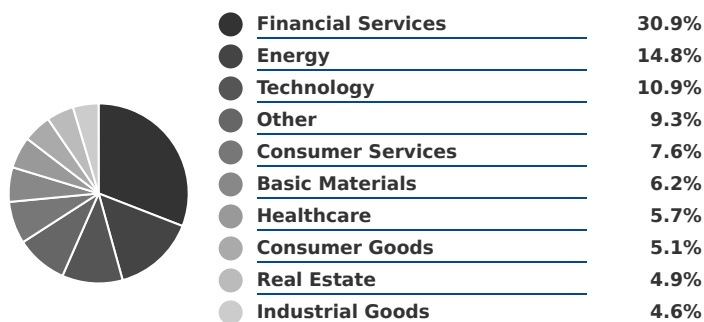 Financial Services 30.9%
Energy 14.8%
Technology 10.9%
Other 9.3%
Consumer Services 7.6%
Basic Materials 6.2%
Healthcare 5.7%
Consumer Goods 5.1%
Real Estate 4.9%
Industrial Goods 4.6%